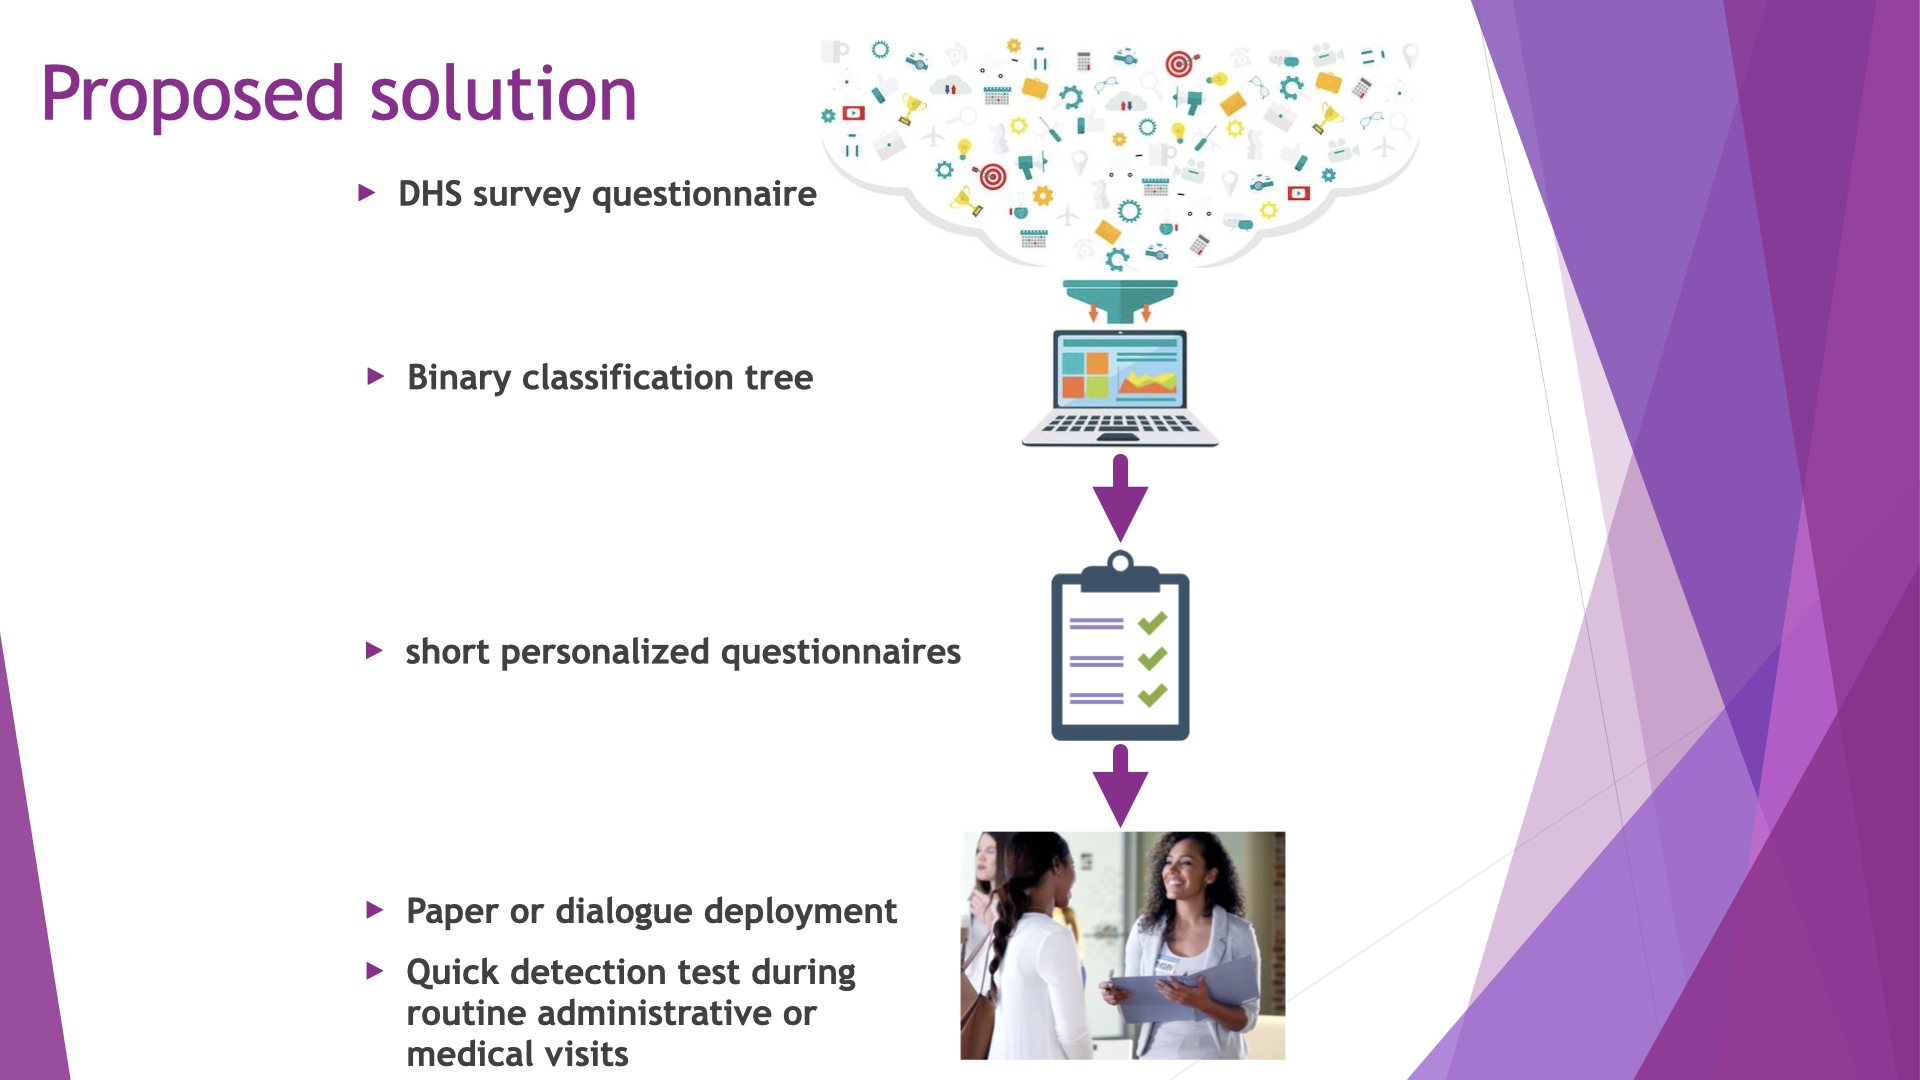 Proposed solution
DHS survey questionnaire
Binary classification tree
short personalized questionnaires
Paper or dialogue deployment
Quick detection test during
routine administrative or
medical visits